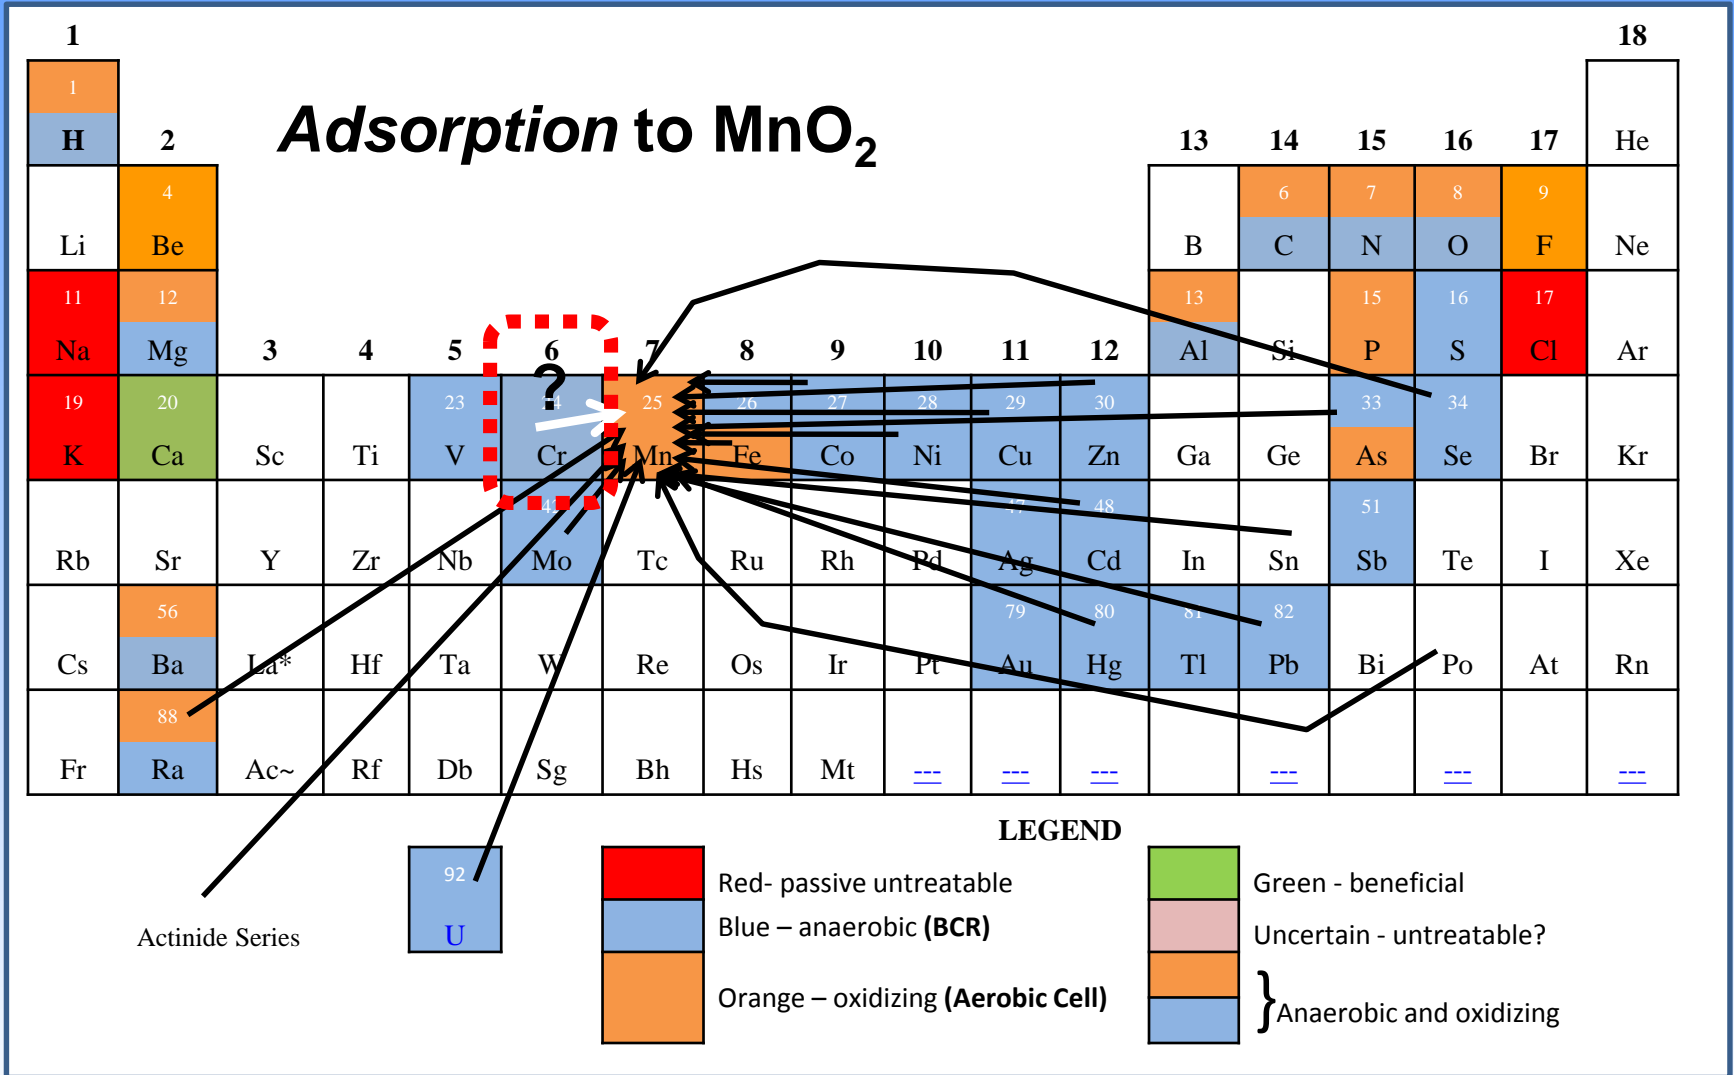 1 18
1
Adsorption to MnO2
H 2 13 14 15 16 17 He
4 6 7 8 9
Li Be B C N O F Ne
11 12 13 15 16 17
Na Mg 3 4 5 6 7 8 9 10 11 12 Al Si P S Cl Ar
?
19 20 23 24 25 26 27 28 29 30 33 34
K Ca Sc Ti V Cr Mn Fe Co Ni Cu Zn Ga Ge As Se Br Kr
42 47 48 51
Rb Sr Y Zr Nb Mo Tc Ru Rh Pd Ag Cd In Sn Sb Te I Xe
56 79 80 81 82
Cs Ba La* Hf Ta W Re Os Ir Pt Au Hg Tl Pb Bi Po At Rn
88
Fr Ra Ac~ Rf Db Sg Bh Hs Mt --- --- --- --- --- ---
LEGEND
92
U
Actinide Series
Red- passive untreatable
Blue – anaerobic (BCR)
Orange – oxidizing (Aerobic Cell)
Green - beneficial
Uncertain - untreatable?
Anaerobic and oxidizing